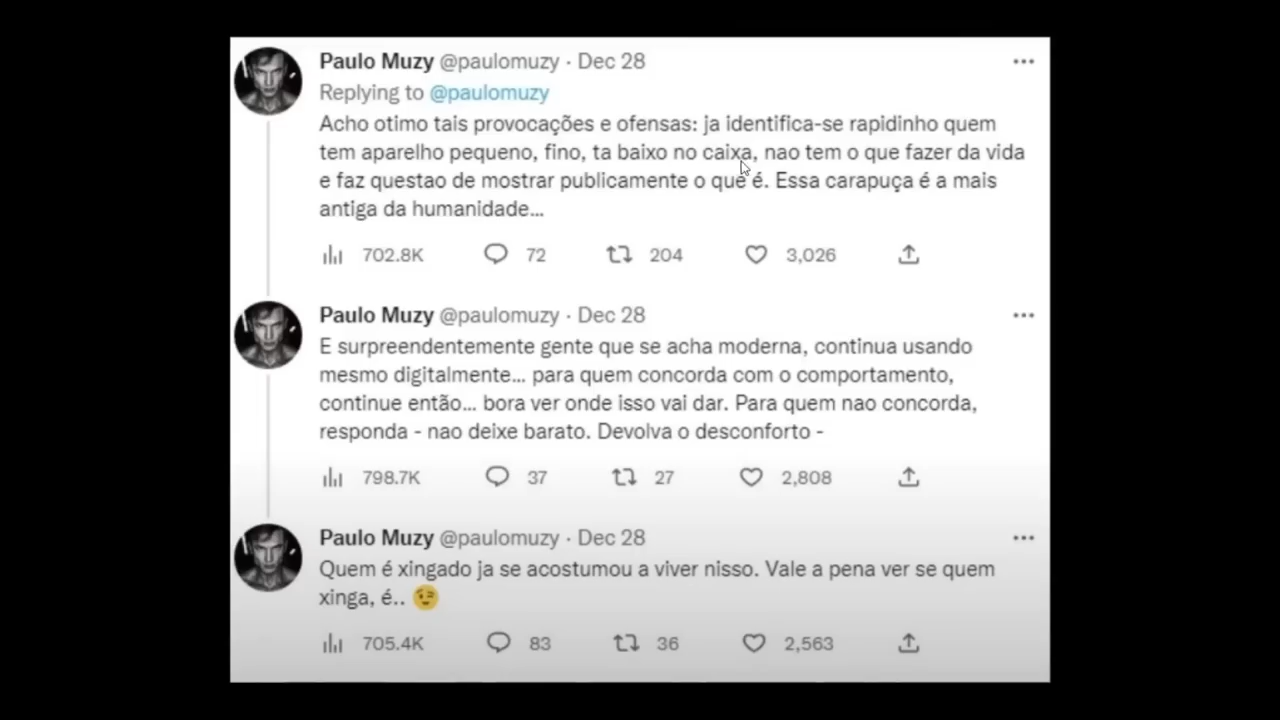 Paulo Muzy @paulomuzy · Dec 28
Replying to @paulomuzy
Acho otimo tais provocações e ofensas: ja identifica-se rapidinho quem
tem aparelho pequeno, fino, ta baixo no caixa, nao tem o que fazer da vida
e faz questao de mostrar publicamente o que é. Essa carapuça é a mais
antiga da humanidade...
702.8K 72 204 3,026
Paulo Muzy @paulomuzy · Dec 28
E surpreendentemente gente que se acha moderna, continua usando
mesmo digitalmente... para quem concorda com o comportamento,
continue então... bora ver onde isso vai dar. Para quem nao concorda,
responda - nao deixe barato. Devolva o desconforto -
798.7K 37 27 2,808
Paulo Muzy @paulomuzy · Dec 28
Quem é xingado ja se acostumou a viver nisso. Vale a pena ver se quem
xinga, é.. 😉
705.4K 83 36 2,563